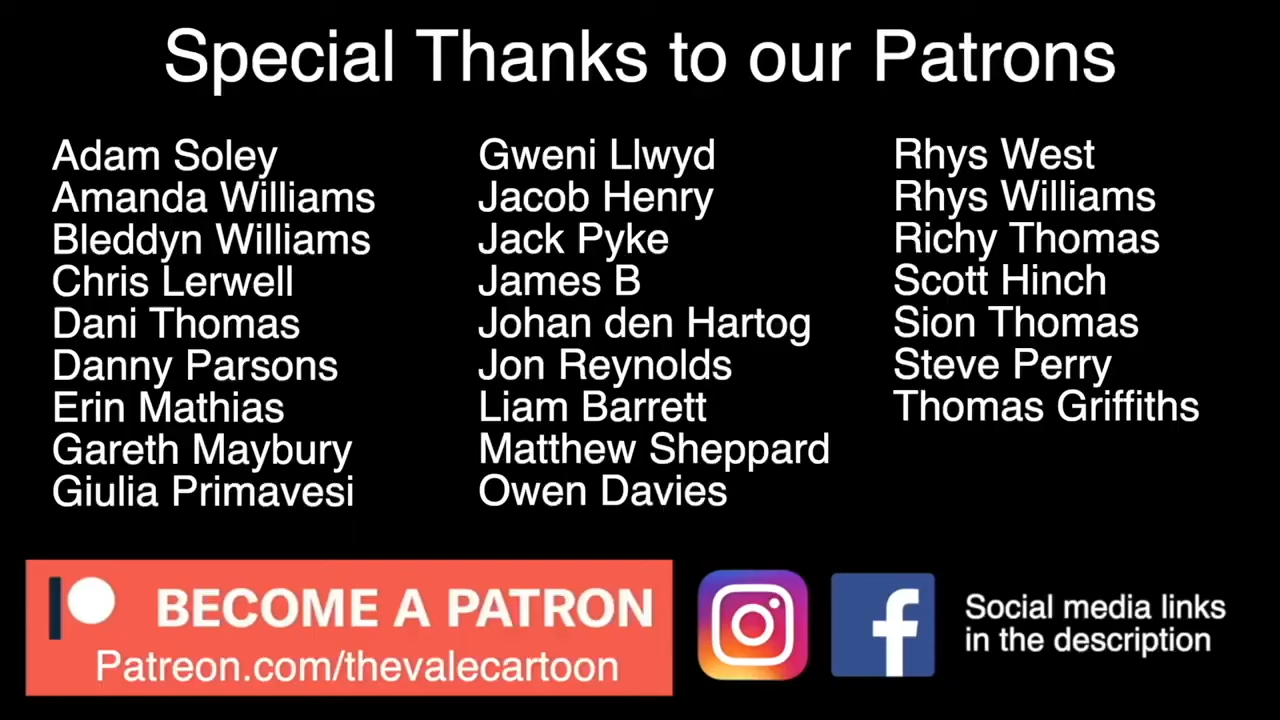 Special Thanks to our Patrons
Adam Soley
Amanda Williams
Bleddyn Williams
Chris Lerwell
Dani Thomas
Danny Parsons
Erin Mathias
Gareth Maybury
Giulia Primavesi
Gweni Llwyd
Jacob Henry
Jack Pyke
James B
Johan den Hartog
Jon Reynolds
Liam Barrett
Matthew Sheppard
Owen Davies
Rhys West
Rhys Williams
Richy Thomas
Scott Hinch
Sion Thomas
Steve Perry
Thomas Griffiths
BECOME A PATRON
Patreon.com/thevalecartoon
Social media links
in the description